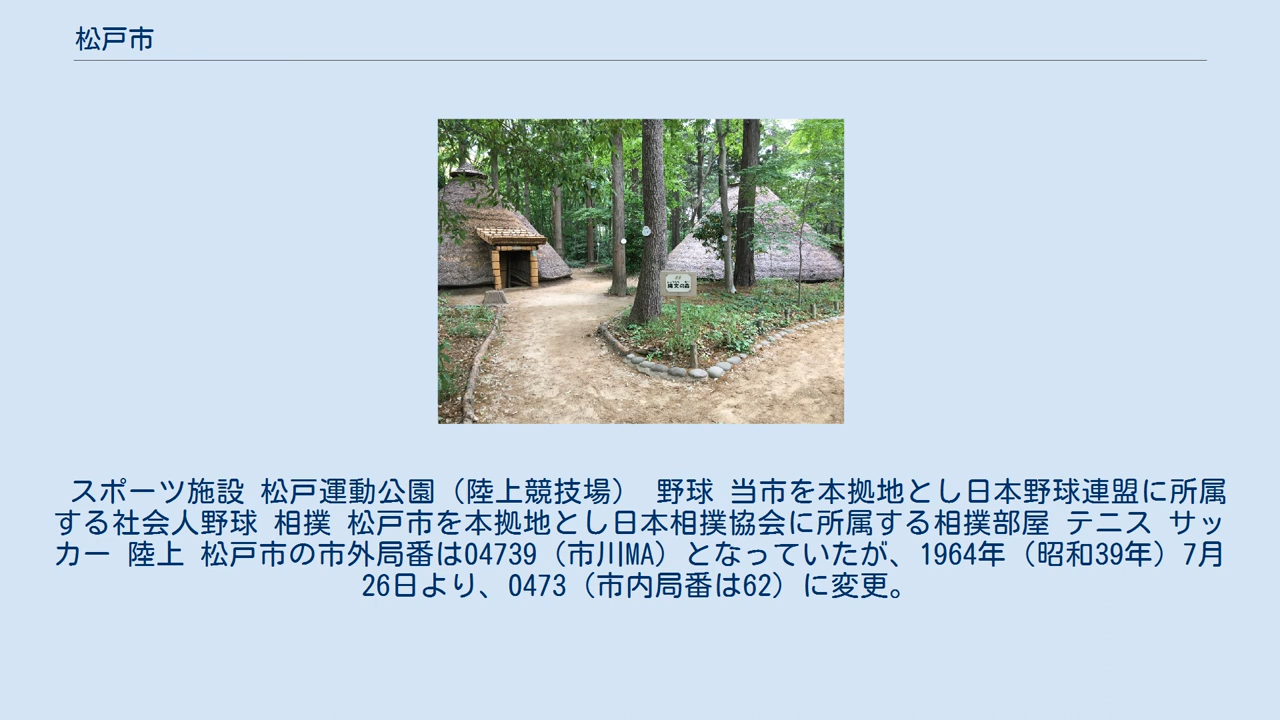 松戸市
縄文の森
スポーツ施設 松戸運動公園（陸上競技場） 野球 当市を本拠地とし日本野球連盟に所属
する社会人野球 相撲 松戸市を本拠地とし日本相撲協会に所属する相撲部屋 テニス サッ
カー 陸上 松戸市の市外局番は04739（市川MA）となっていたが、1964年（昭和39年）7月
26日より、0473（市内局番は62）に変更。